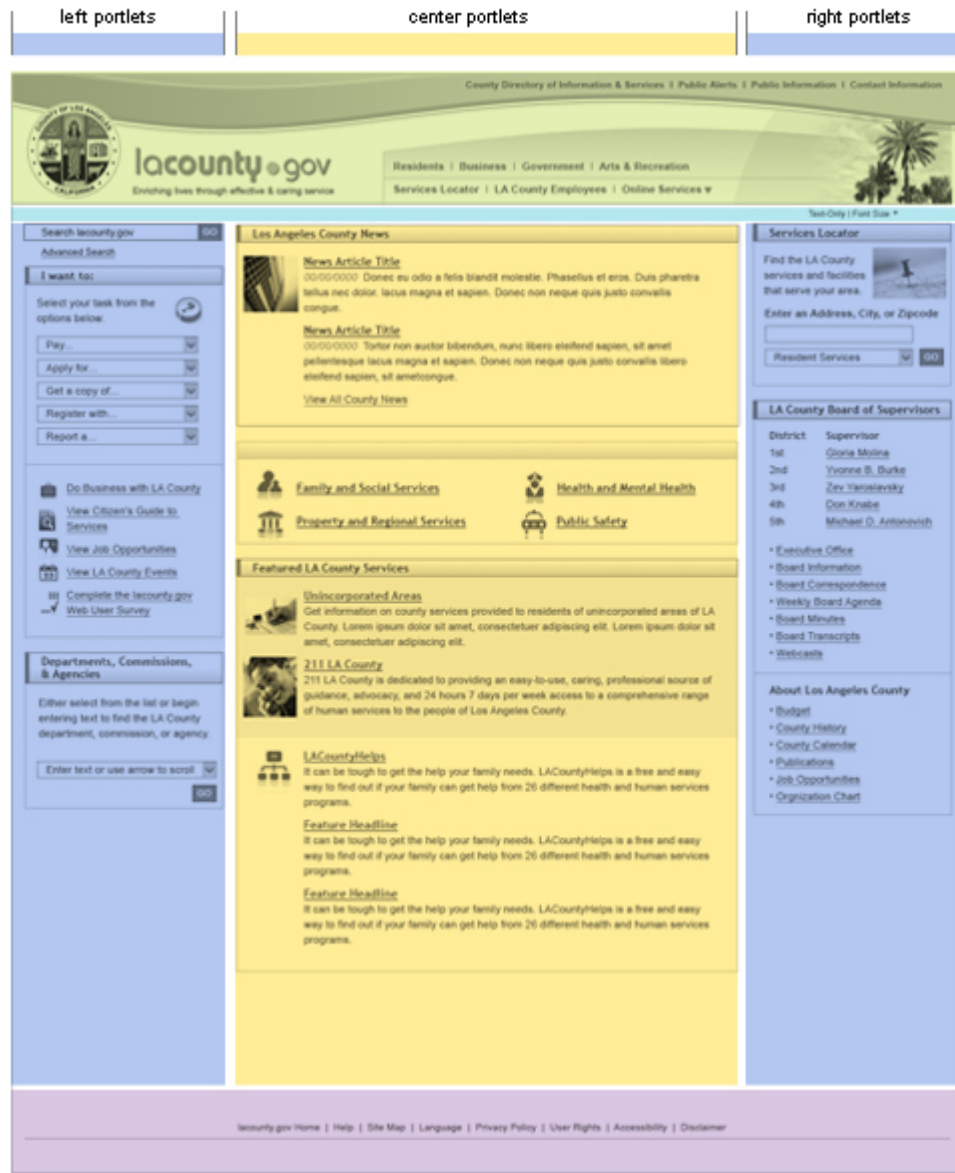 left portlets
center portlets
right portlets
County Directory of Information & Services | Public Alerts | Public Information | Contact Information
COUNTY OF LOS ANGELES
CALIFORNIA
lacounty.gov
Enriching lives through effective & caring service
Residents | Business | Government | Arts & Recreation
Services Locator | LA County Employees | Online Services
Text-Only | Font Size
Search lacounty.gov GO
Advanced Search
I want to:
Select your task from the
options below.
Pay...
Apply for...
Get a copy of...
Register with...
Report a...
Do Business with LA County
View Citizen's Guide to
Services
View Job Opportunities
View LA County Events
Complete the lacounty.gov
Web User Survey
Departments, Commissions,
& Agencies
Either select from the list or begin
entering text to find the LA County
department, commission, or agency.
Enter text or use arrow to scroll
GO
Los Angeles County News
News Article Title
00/00/0000 Donec eu odio a felis blandit molestie. Phasellus et eros. Duis pharetra
tellus nec dolor. lacus magna et sapien. Donec non neque quis justo convallis
congue.
News Article Title
00/00/0000 Tortor non auctor bibendum, nunc libero eleifend sapien, sit amet
pellentesque lacus magna et sapien. Donec non neque quis justo convallis libero
eleifend sapien, sit ametcongue.
View All County News
Family and Social Services
Health and Mental Health
Property and Regional Services
Public Safety
Featured LA County Services
Unincorporated Areas
Get information on county services provided to residents of unincorporated areas of LA
County. Lorem ipsum dolor sit amet, consectetuer adipiscing elit. Lorem ipsum dolor sit
amet, consectetuer adipiscing elit.
211 LA County
211 LA County is dedicated to providing an easy-to-use, caring, professional source of
guidance, advocacy, and 24 hours 7 days per week access to a comprehensive range
of human services to the people of Los Angeles County.
LACountyHelps
It can be tough to get the help your family needs. LACountyHelps is a free and easy
way to find out if your family can get help from 26 different health and human services
programs.
Feature Headline
It can be tough to get the help your family needs. LACountyHelps is a free and easy
way to find out if your family can get help from 26 different health and human services
programs.
Feature Headline
It can be tough to get the help your family needs. LACountyHelps is a free and easy
way to find out if your family can get help from 26 different health and human services
programs.
Services Locator
Find the LA County
services and facilities
that serve your area.
Enter an Address, City, or Zipcode
Resident Services GO
LA County Board of Supervisors
District Supervisor
1st Gloria Molina
2nd Yvonne B. Burke
3rd Zev Yaroslavsky
4th Don Knabe
5th Michael D. Antonovich
• Executive Office
• Board Information
• Board Correspondence
• Weekly Board Agenda
• Board Minutes
• Board Transcripts
• Webcasts
About Los Angeles County
• Budget
• County History
• County Calendar
• Publications
• Job Opportunities
• Orgnization Chart
lacounty.gov Home | Help | Site Map | Language | Privacy Policy | User Rights | Accessibility | Disclaimer